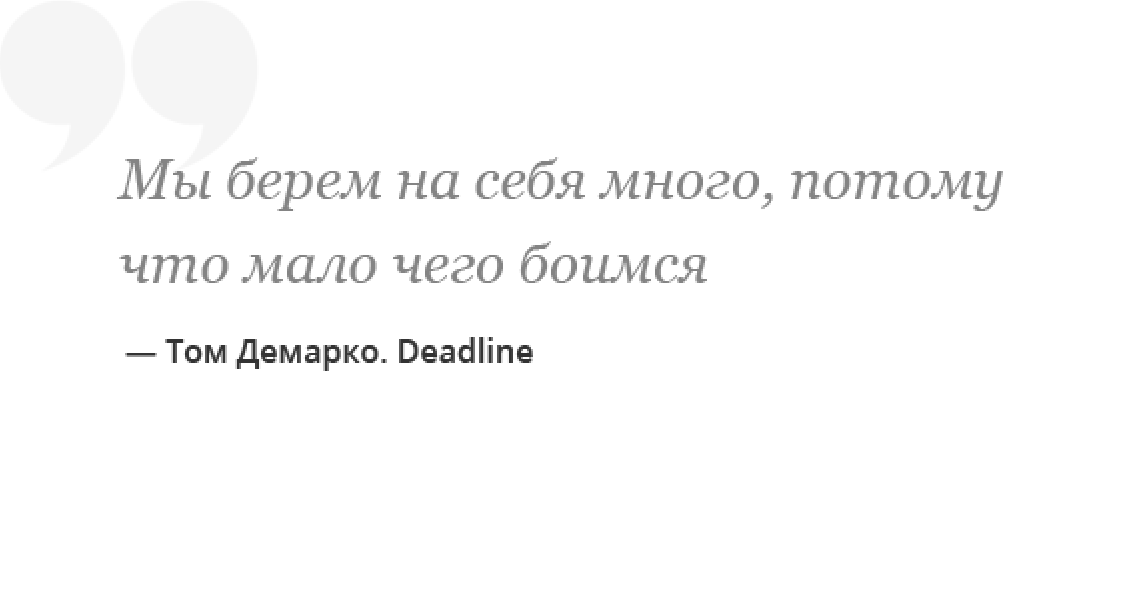 Мы берем на себя много, потому
что мало чего боимся
— Том Демарко. Deadline